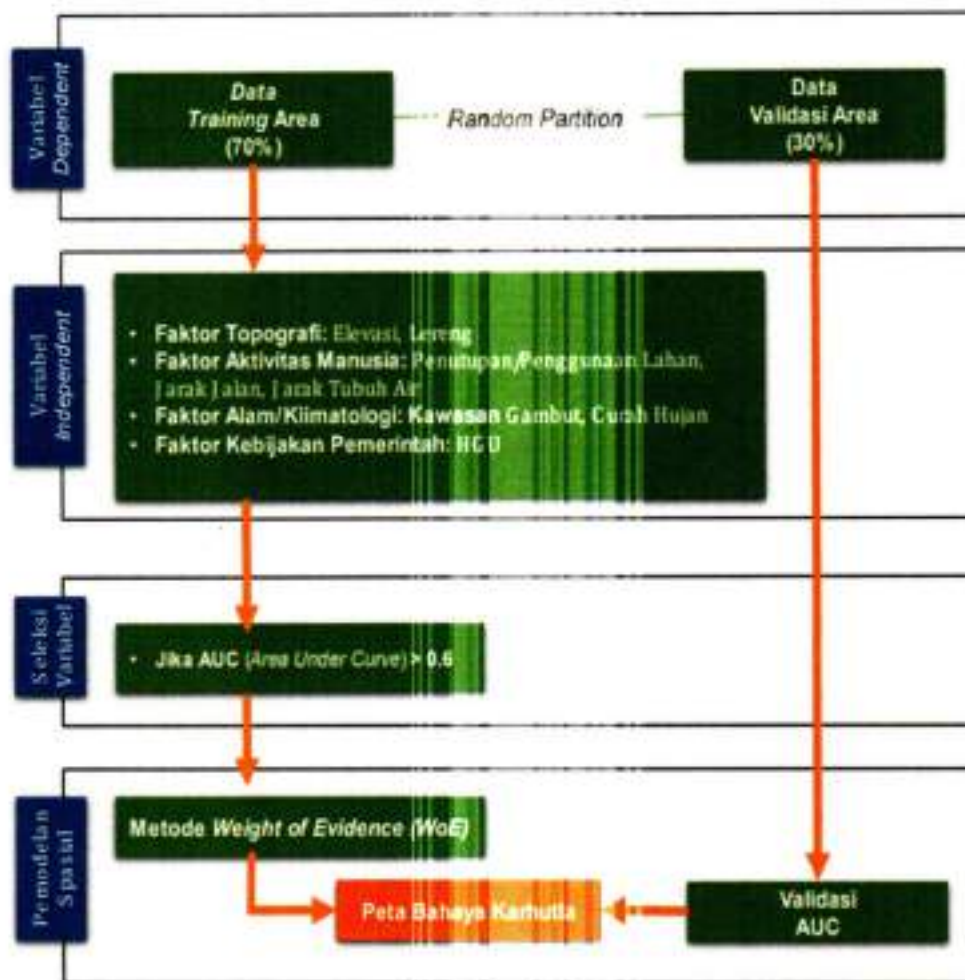 Variabel
Dependent
Data
Training Area
(70%)
Random Partition
Data
Validasi Area
(30%)
Variabel
Independent
• Faktor Topografi: Elevasi, Lereng
• Faktor Aktivitas Manusia: Penutupan/Penggunaan Lahan,
Jarak Jalan, Jarak Tubuh Air
• Faktor Alam/Klimatologi: Kawasan Gambut, Curah Hujan
• Faktor Kebijakan Pemerintah: HGU
Seleksi
Variabel
• Jika AUC (Area Under Curve) > 0.6
Pemodelan
Spasial
Metode Weight of Evidence (WoE)
Peta Bahaya Karhutla
Validasi
AUC